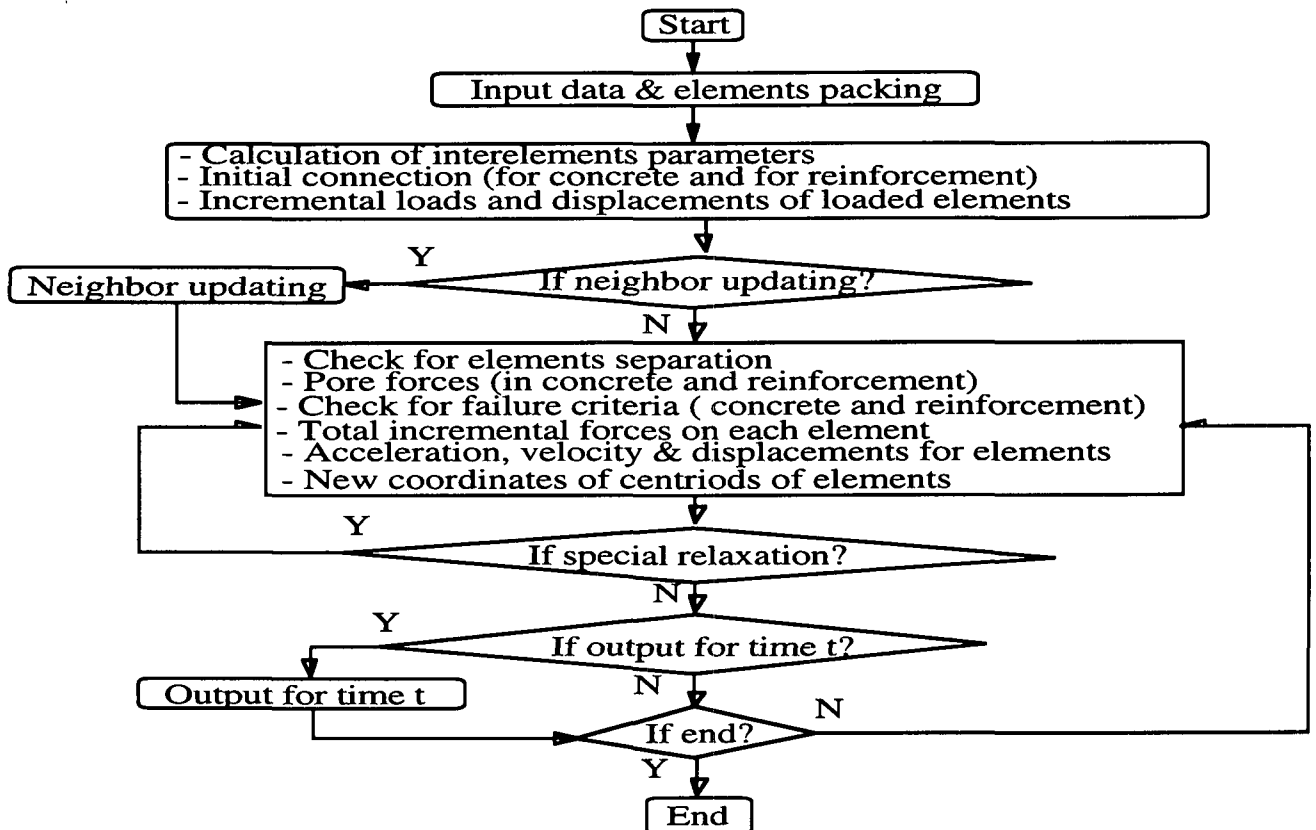 Start
Input data & elements packing
- Calculation of interelements parameters
- Initial connection (for concrete and for reinforcement)
- Incremental loads and displacements of loaded elements
Y
If neighbor updating?
Neighbor updating
N
- Check for elements separation
- Pore forces (in concrete and reinforcement)
- Check for failure criteria ( concrete and reinforcement)
- Total incremental forces on each element
- Acceleration, velocity & displacements for elements
- New coordinates of centriods of elements
Y
If special relaxation?
N
Y
If output for time t?
Output for time t
N
N
If end?
Y
End